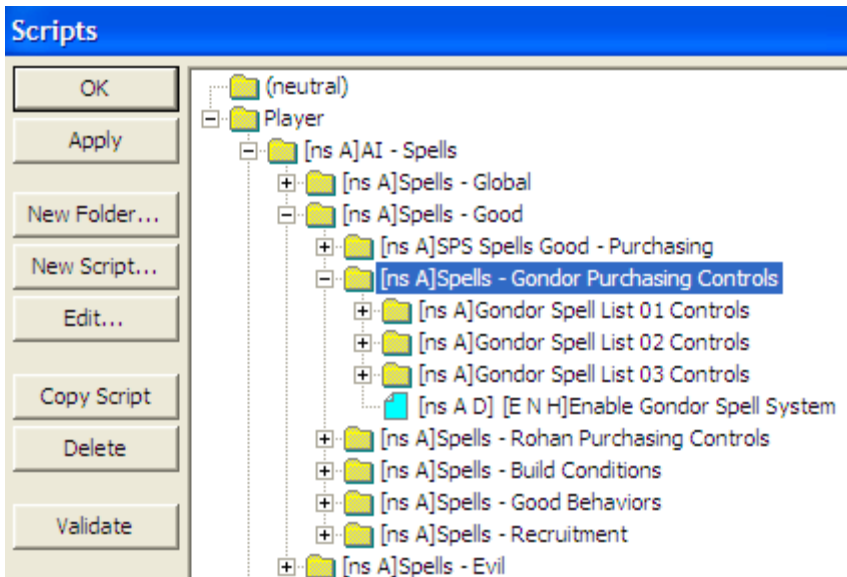 Scripts
OK
Apply
New Folder...
New Script...
Edit...
Copy Script
Delete
Validate
(neutral)
Player
[ns A]AI - Spells
[ns A]Spells - Global
[ns A]Spells - Good
[ns A]SPS Spells Good - Purchasing
[ns A]Spells - Gondor Purchasing Controls
[ns A]Gondor Spell List 01 Controls
[ns A]Gondor Spell List 02 Controls
[ns A]Gondor Spell List 03 Controls
[ns A D] [E N H]Enable Gondor Spell System
[ns A]Spells - Rohan Purchasing Controls
[ns A]Spells - Build Conditions
[ns A]Spells - Good Behaviors
[ns A]Spells - Recruitment
[ns A]Spells - Evil